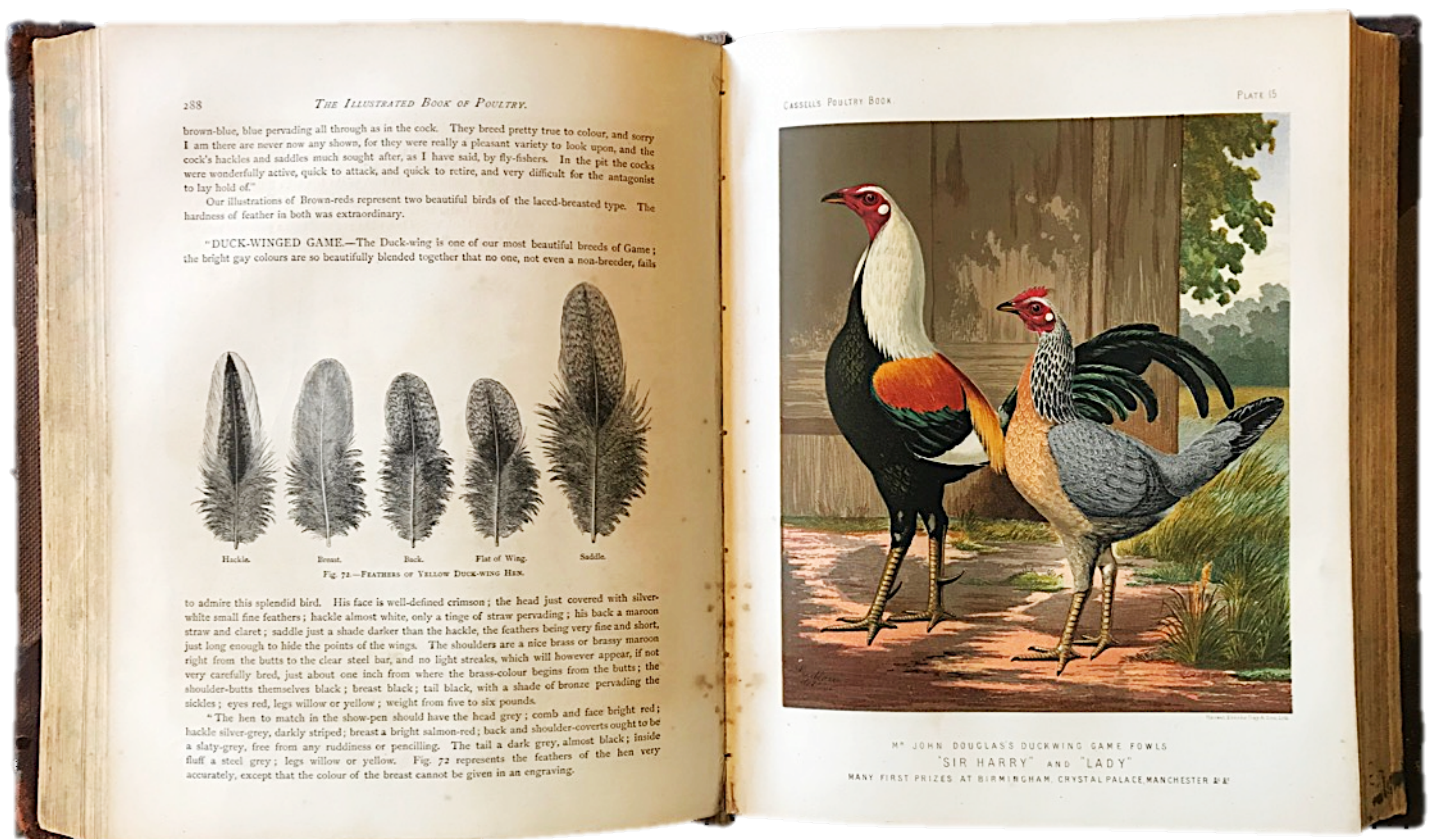 288
THE ILLUSTRATED BOOK OF POULTRY.
brown-blue, blue pervading all through as in the cock. They breed pretty true to colour, and sorry
I am there are never now any shown, for they were really a pleasant variety to look upon, and the
cock's hackles and saddles much sought after, as I have said, by fly-fishers. In the pit the cocks
were wonderfully active, quick to attack, and quick to retire, and very difficult for the antagonist
to lay hold of."
Our illustrations of Brown-reds represent two beautiful birds of the laced-breasted type. The
hardness of feather in both was extraordinary.
"DUCK-WINGED GAME.—The Duck-wing is one of our most beautiful breeds of Game;
the bright gay colours are so beautifully blended together that no one, not even a non-breeder, fails
Hackle. Breast. Back. Flat of Wing. Saddle.
Fig. 72.—FEATHERS OF YELLOW DUCK-WING HEN.
to admire this splendid bird. His face is well-defined crimson; the head just covered with silver-
white small fine feathers; hackle almost white, only a tinge of straw pervading; his back a maroon
straw and claret; saddle just a shade darker than the hackle, the feathers being very fine and short,
just long enough to hide the points of the wings. The shoulders are a nice brass or brassy maroon
right from the butts to the clear steel bar, and no light streaks, which will however appear, if not
very carefully bred, just about one inch from where the brass-colour begins from the butts; the
shoulder-butts themselves black; breast black; tail black, with a shade of bronze pervading the
sickles; eyes red, legs willow or yellow; weight from five to six pounds.
"The hen to match in the show-pen should have the head grey; comb and face bright red;
hackle silver-grey, darkly striped; breast a bright salmon-red; back and shoulder-coverts ought to be
a slaty-grey, free from any ruddiness or pencilling. The tail a dark grey, almost black; inside
fluff a steel grey; legs willow or yellow. Fig. 72 represents the feathers of the hen very
accurately, except that the colour of the breast cannot be given in an engraving.
CASSELLS POULTRY BOOK.
PLATE 15
MR JOHN DOUGLAS'S DUCKWING GAME FOWLS
"SIR HARRY" AND "LADY"
MANY FIRST PRIZES AT BIRMINGHAM, CRYSTAL PALACE, MANCHESTER &c &c